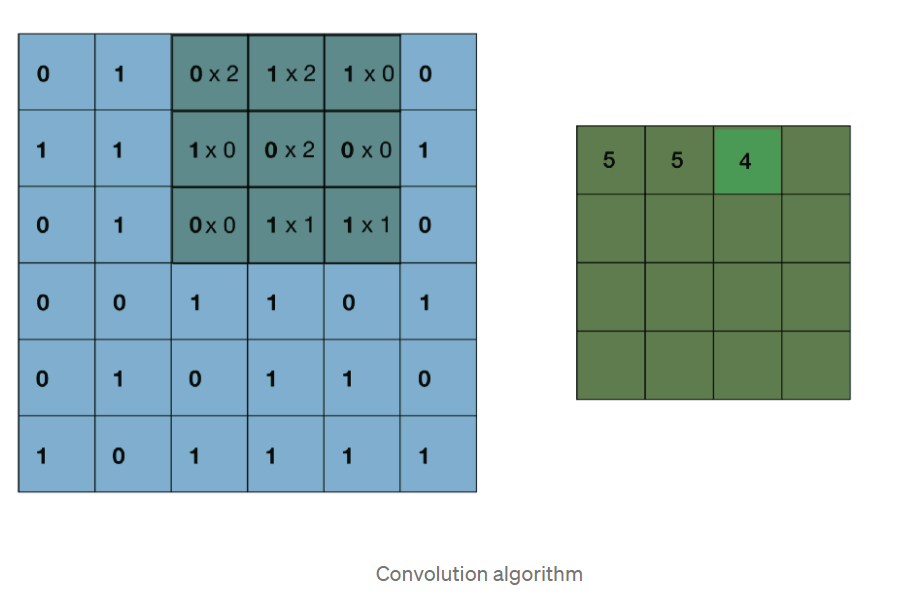 0 1 0 x 2 1 x 2 1 x 0 0
1 1 1 x 0 0 x 2 0 x 0 1
0 1 0 x 0 1 x 1 1 x 1 0
0 0 1 1 0 1
0 1 0 1 1 0
1 0 1 1 1 1
5 5 4
Convolution algorithm